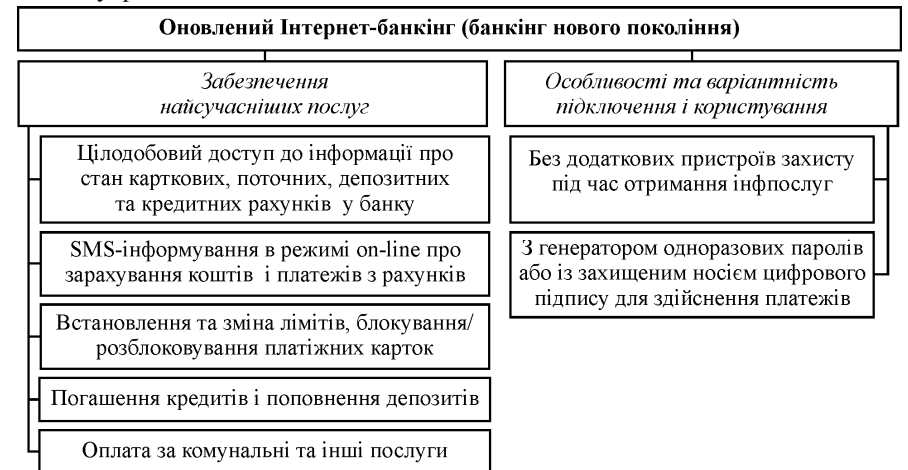 Оновлений Інтернет-банкінг (банкінг нового покоління)
Забезпечення
найсучасніших послуг
Цілодобовий доступ до інформації про
стан карткових, поточних, депозитних
та кредитних рахунків у банку
SMS-інформування в режимі on-line про
зарахування коштів і платежів з рахунків
Встановлення та зміна лімітів, блокування/
розблоковування платіжних карток
Погашення кредитів і поповнення депозитів
Оплата за комунальні та інші послуги
Особливості та варіантність
підключення і користування
Без додаткових пристроїв захисту
під час отримання інфпослуг
З генератором одноразових паролів
або із захищеним носієм цифрового
підпису для здійснення платежів